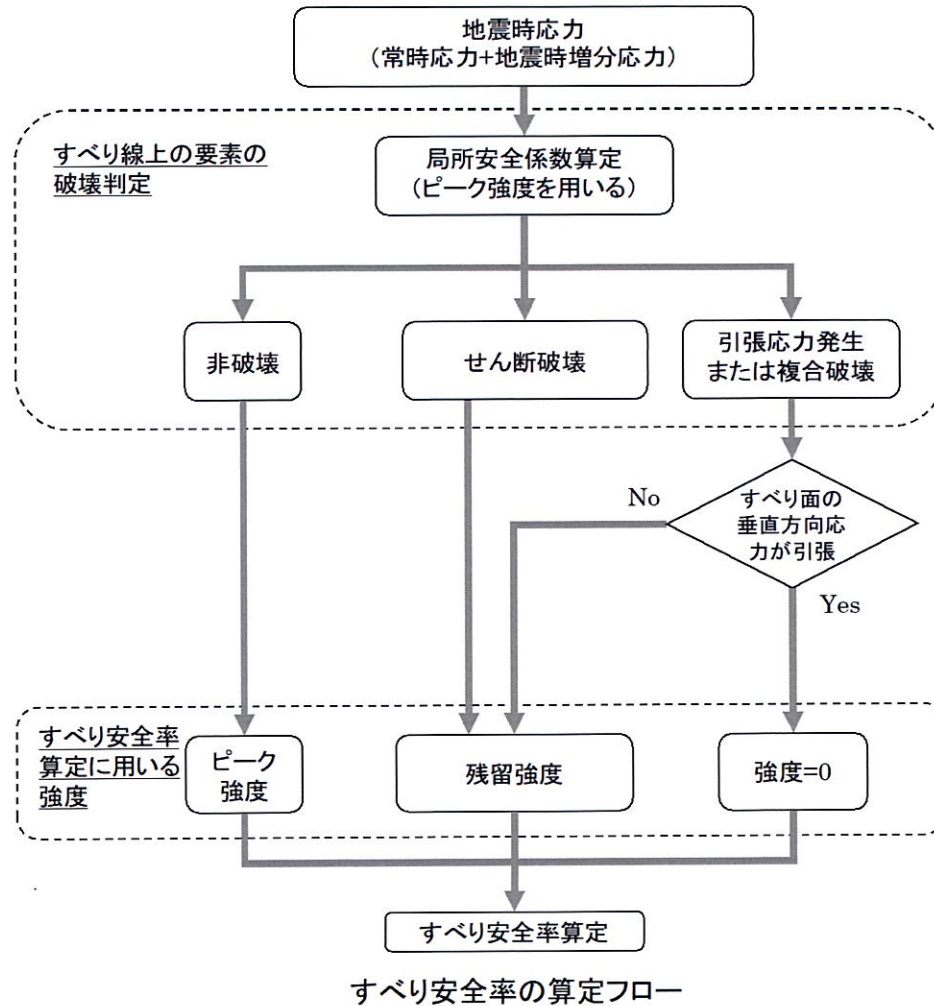 地震時応力
（常時応力+地震時増分応力）
すべり線上の要素の
破壊判定
局所安全係数算定
（ピーク強度を用いる）
非破壊
せん断破壊
引張応力発生
または複合破壊
No
すべり面の
垂直方向応
力が引張
Yes
すべり安全率
算定に用いる
強度
ピーク
強度
残留強度
強度=0
すべり安全率算定
すべり安全率の算定フロー